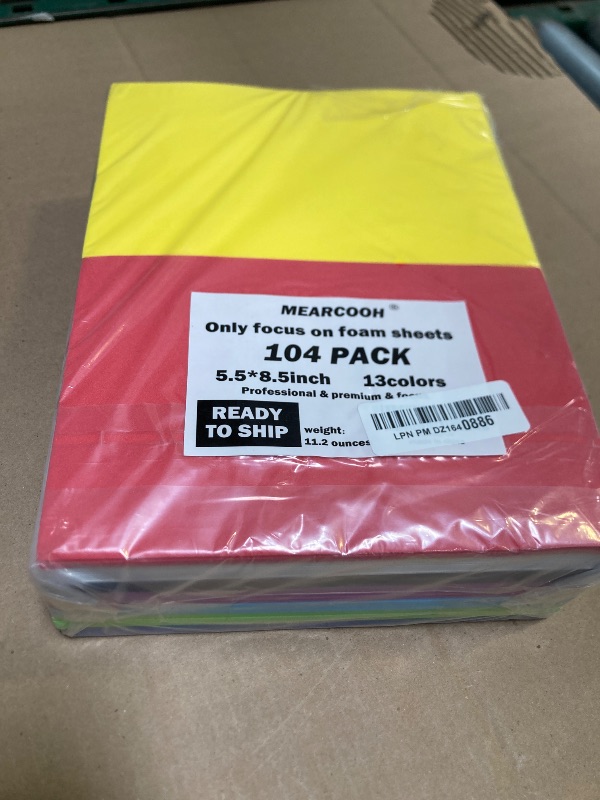 MEARCOOH ®
Only focus on foam sheets
104 PACK
5.5*8.5inch 13colors
Professional & premium &
READY
TO SHIP
weight:
11.2 ounces
LPN PM DZ1640886